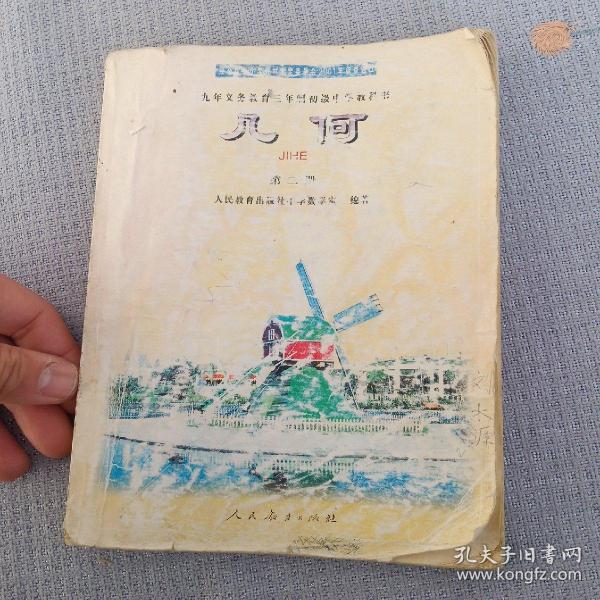 九年义务教育三年制初级中学教科书
几何
JIHE
第二册
人民教育出版社中学数学室 编著
人民教育出版社
孔夫子旧书网
www.kongfz.com